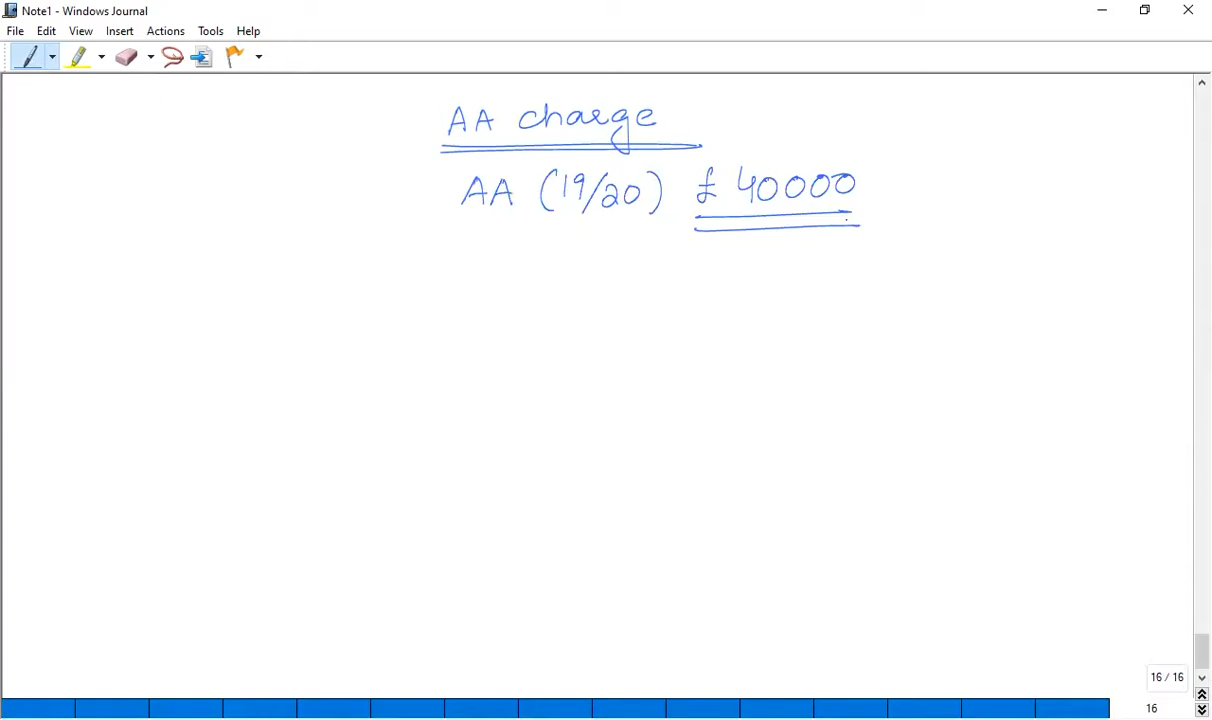 Note1 - Windows Journal
File Edit View Insert Actions Tools Help
AA charge
AA (19/20) £ 40000
16 / 16
16